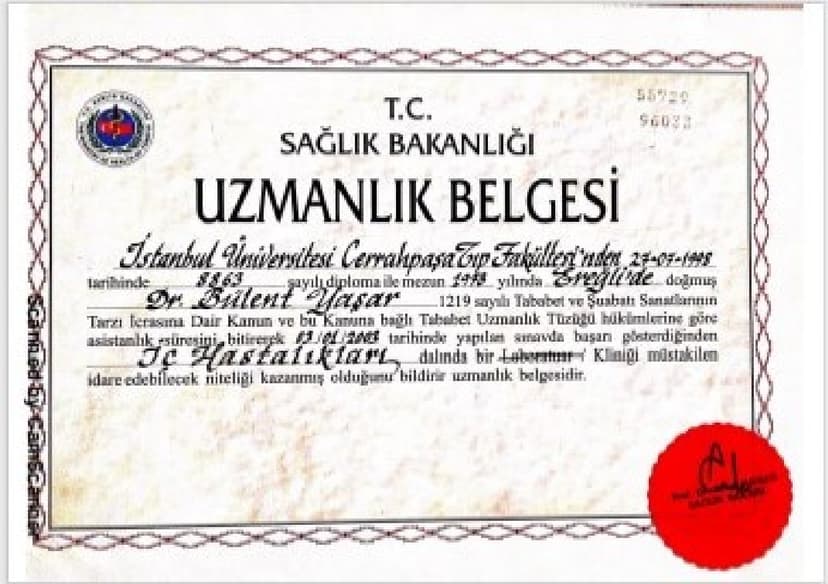 T.C.
SAĞLIK BAKANLIĞI
UZMANLIK BELGESİ
55729
96033
İstanbul Üniversitesi Cerrahpaşa Tıp Fakültesi'nden 27-07-1998
tarihinde 8863 sayılı diploma ile mezun 1973 yılında Ereğli'de doğmuş
Dr. Bülent Yaşar 1219 sayılı Tababet ve Şuabatı Sanatlarının
Tarzı İcrasına Dair Kanun ve bu Kanuna bağlı Tababet Uzmanlık Tüzüğü hükümlerine göre
asistanlık süresini bitirerek 03/01/2003 tarihinde yapılan sınavda başarı gösterdiğinden
İç Hastalıkları dalında bir Laboratuar / Kliniği müstakilen
idare edebilecek niteliği kazanmış olduğunu bildirir uzmanlık belgesidir.
Scanned by CamScanner